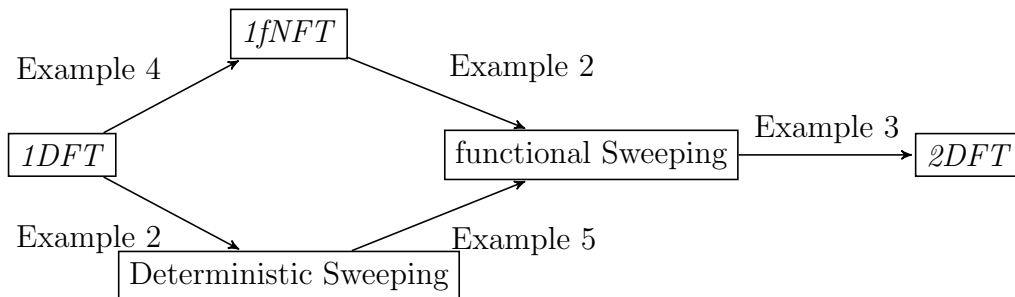 1fNFT
Example 4
Example 2
1DFT
functional Sweeping
Example 3
2DFT
Example 2
Example 5
Deterministic Sweeping